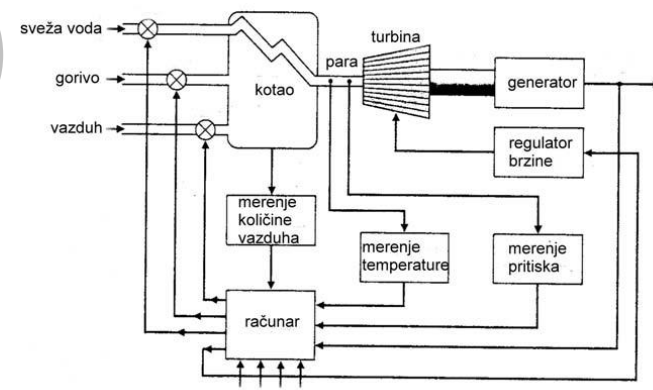 sveža voda
gorivo
vazduh
kotao
para
turbina
generator
regulator
brzine
merenje
količine
vazduha
merenje
temperature
merenje
pritiska
računar